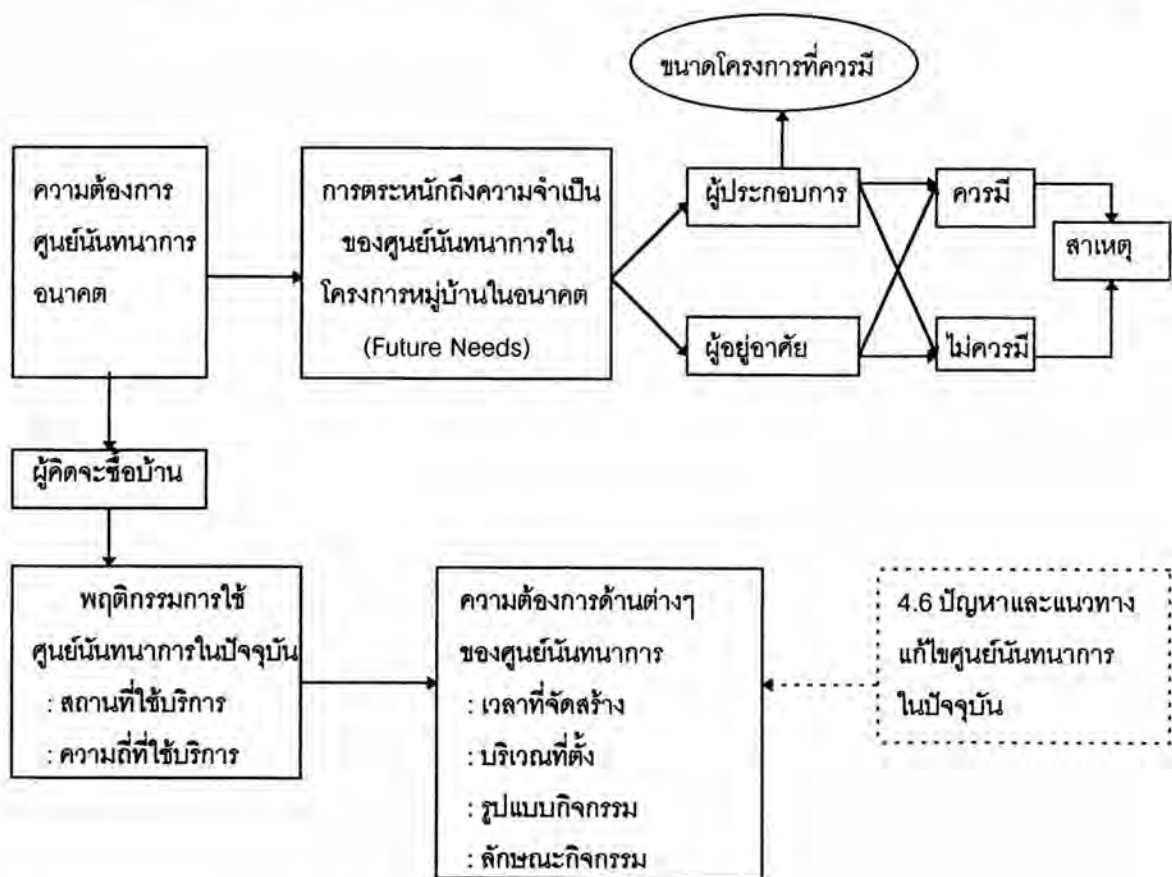 ขนาดโครงการที่ควรมี
ความต้องการ
ศูนย์นันทนาการ
อนาคต
การตระหนักถึงความจำเป็น
ของศูนย์นันทนาการใน
โครงการหมู่บ้านในอนาคต
(Future Needs)
ผู้ประกอบการ
ควรมี
สาเหตุ
ผู้อยู่อาศัย
ไม่ควรมี
ผู้คิดจะซื้อบ้าน
พฤติกรรมการใช้
ศูนย์นันทนาการในปัจจุบัน
: สถานที่ใช้บริการ
: ความถี่ที่ใช้บริการ
ความต้องการด้านต่างๆ
ของศูนย์นันทนาการ
: เวลาที่จัดสร้าง
: บริเวณที่ตั้ง
: รูปแบบกิจกรรม
: ลักษณะกิจกรรม
4.6 ปัญหาและแนวทาง
แก้ไขศูนย์นันทนาการ
ในปัจจุบัน